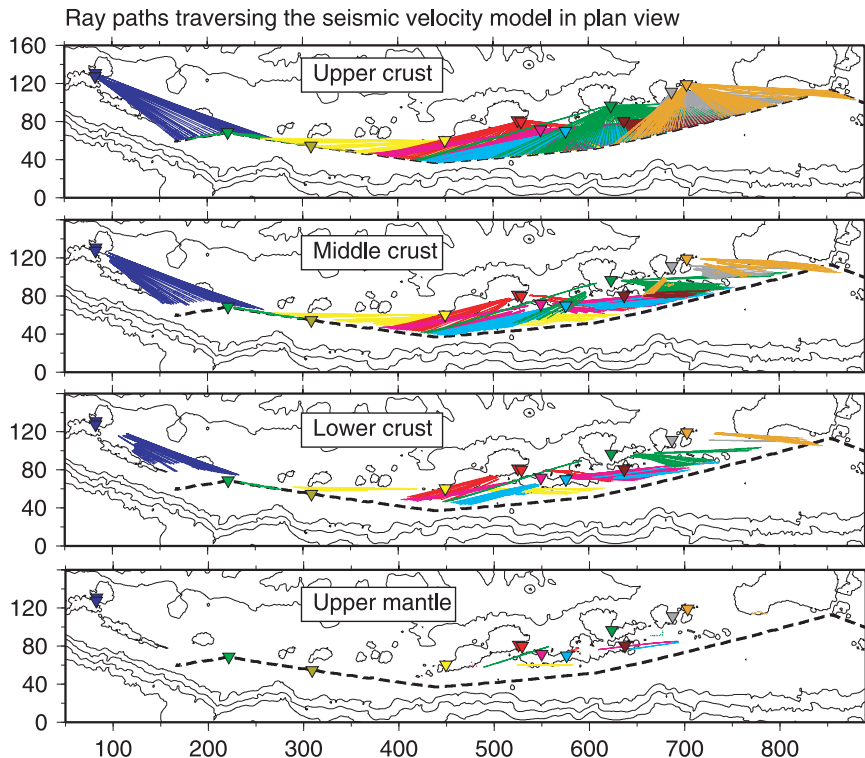 Ray paths traversing the seismic velocity model in plan view
160
120
80
40
0
Upper crust
120
80
40
0
Middle crust
120
80
40
0
Lower crust
120
80
40
0
Upper mantle
100 200 300 400 500 600 700 800